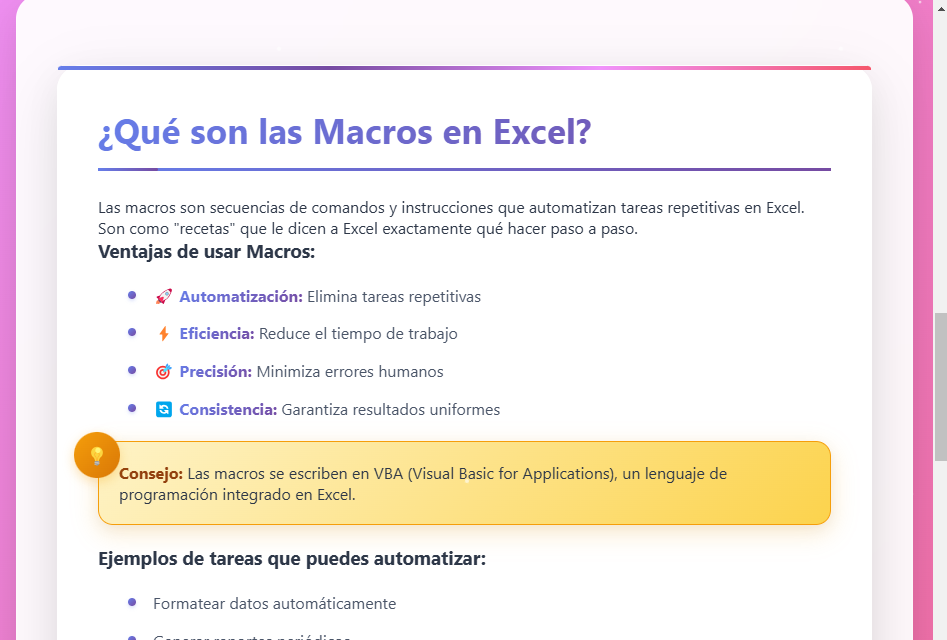 ¿Qué son las Macros en Excel?
Las macros son secuencias de comandos y instrucciones que automatizan tareas repetitivas en Excel.
Son como "recetas" que le dicen a Excel exactamente qué hacer paso a paso.
Ventajas de usar Macros:
🚀 Automatización: Elimina tareas repetitivas
⚡ Eficiencia: Reduce el tiempo de trabajo
🎯 Precisión: Minimiza errores humanos
🔄 Consistencia: Garantiza resultados uniformes
Consejo: Las macros se escriben en VBA (Visual Basic for Applications), un lenguaje de
programación integrado en Excel.
Ejemplos de tareas que puedes automatizar:
Formatear datos automáticamente
Generar reportes periódicos